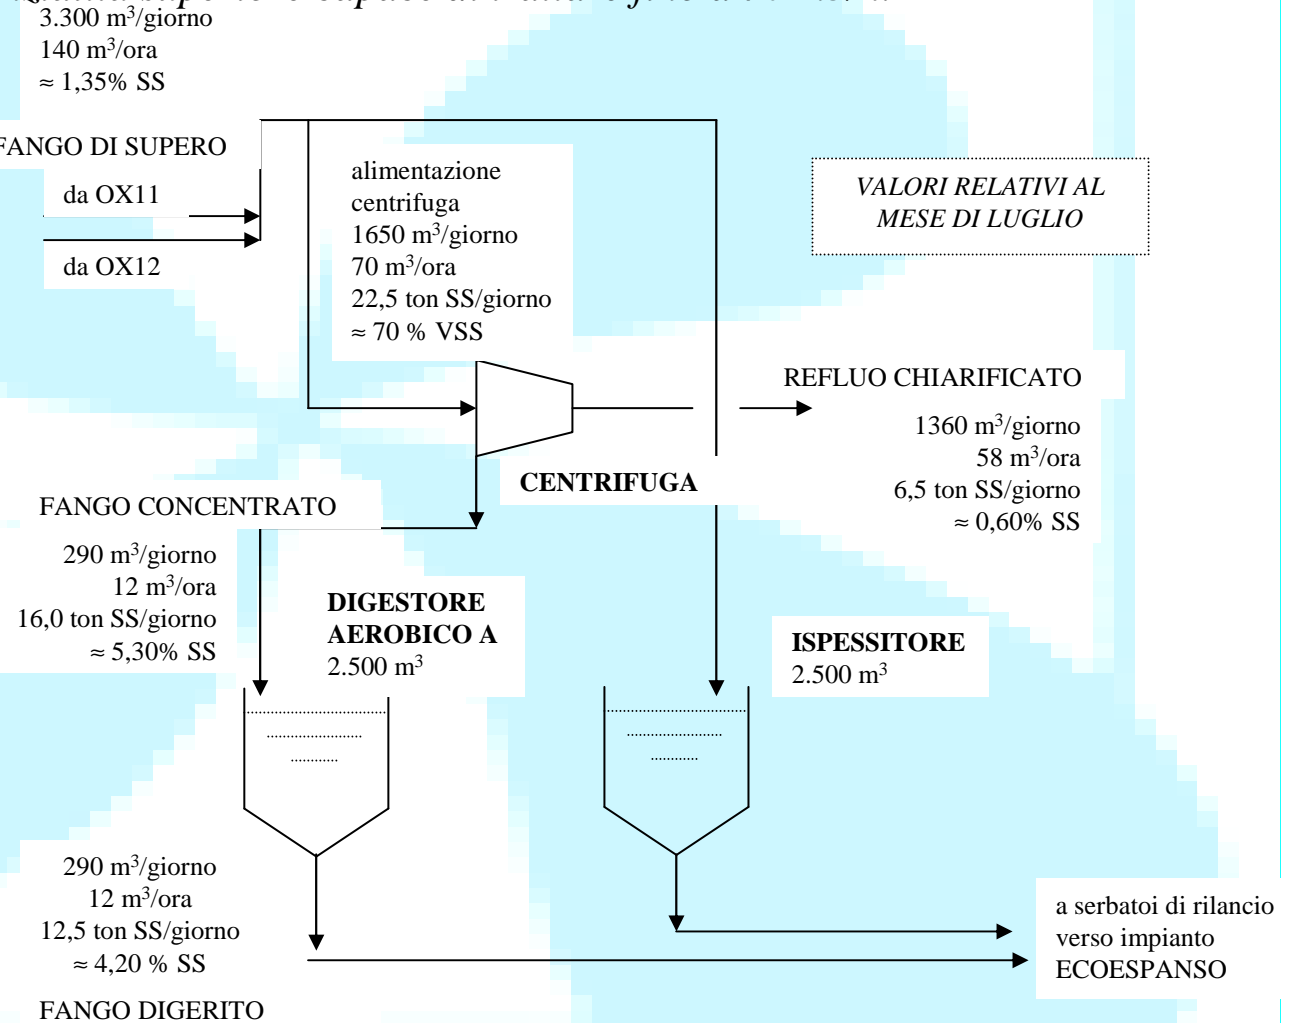 3.300 m³/giorno
140 m³/ora
≈ 1,35% SS
FANGO DI SUPERO
da OX11
da OX12
alimentazione
centrifuga
1650 m³/giorno
70 m³/ora
22,5 ton SS/giorno
≈ 70 % VSS
VALORI RELATIVI AL
MESE DI LUGLIO
REFLUO CHIARIFICATO
1360 m³/giorno
58 m³/ora
6,5 ton SS/giorno
≈ 0,60% SS
CENTRIFUGA
FANGO CONCENTRATO
290 m³/giorno
12 m³/ora
16,0 ton SS/giorno
≈ 5,30% SS
DIGESTORE
AEROBICO A
2.500 m³
ISPESSITORE
2.500 m³
290 m³/giorno
12 m³/ora
12,5 ton SS/giorno
≈ 4,20 % SS
FANGO DIGERITO
a serbatoi di rilancio
verso impianto
ECOESPANSO